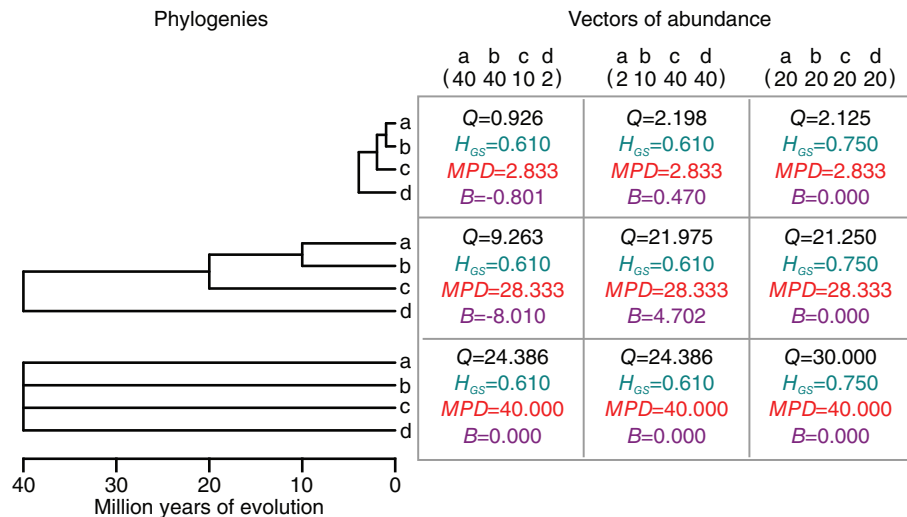 Phylogenies
Vectors of abundance
a b c d
(40 40 10 2)
a b c d
(2 10 40 40)
a b c d
(20 20 20 20)
a
b
c
d
Q=0.926
H_GS=0.610
MPD=2.833
B=-0.801
Q=2.198
H_GS=0.610
MPD=2.833
B=0.470
Q=2.125
H_GS=0.750
MPD=2.833
B=0.000
a
b
c
d
Q=9.263
H_GS=0.610
MPD=28.333
B=-8.010
Q=21.975
H_GS=0.610
MPD=28.333
B=4.702
Q=21.250
H_GS=0.750
MPD=28.333
B=0.000
a
b
c
d
Q=24.386
H_GS=0.610
MPD=40.000
B=0.000
Q=24.386
H_GS=0.610
MPD=40.000
B=0.000
Q=30.000
H_GS=0.750
MPD=40.000
B=0.000
40 30 20 10 0
Million years of evolution